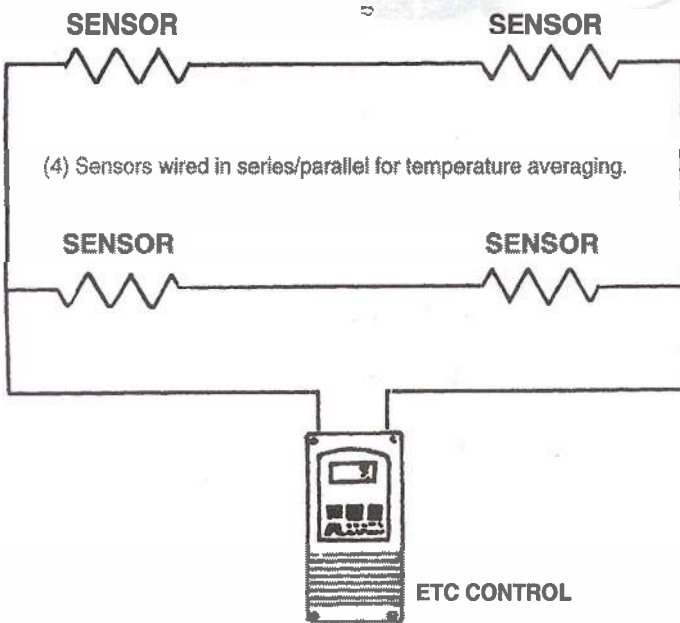 SENSOR SENSOR
(4) Sensors wired in series/parallel for temperature averaging.
SENSOR SENSOR
ETC CONTROL